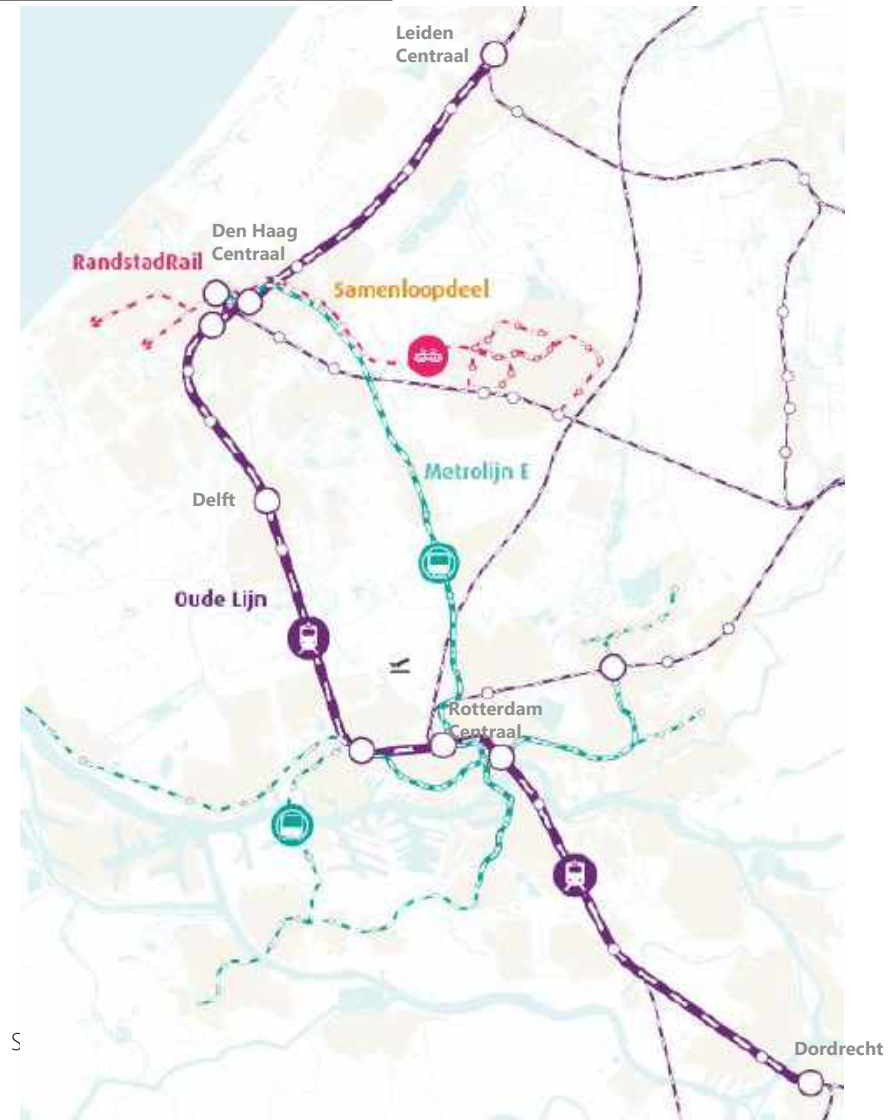 Leiden
Centraal
Den Haag
Centraal
RandstadRail
Samenloopdeel
Metrolijn E
Delft
Oude Lijn
Rotterdam
Centraal
S
Dordrecht